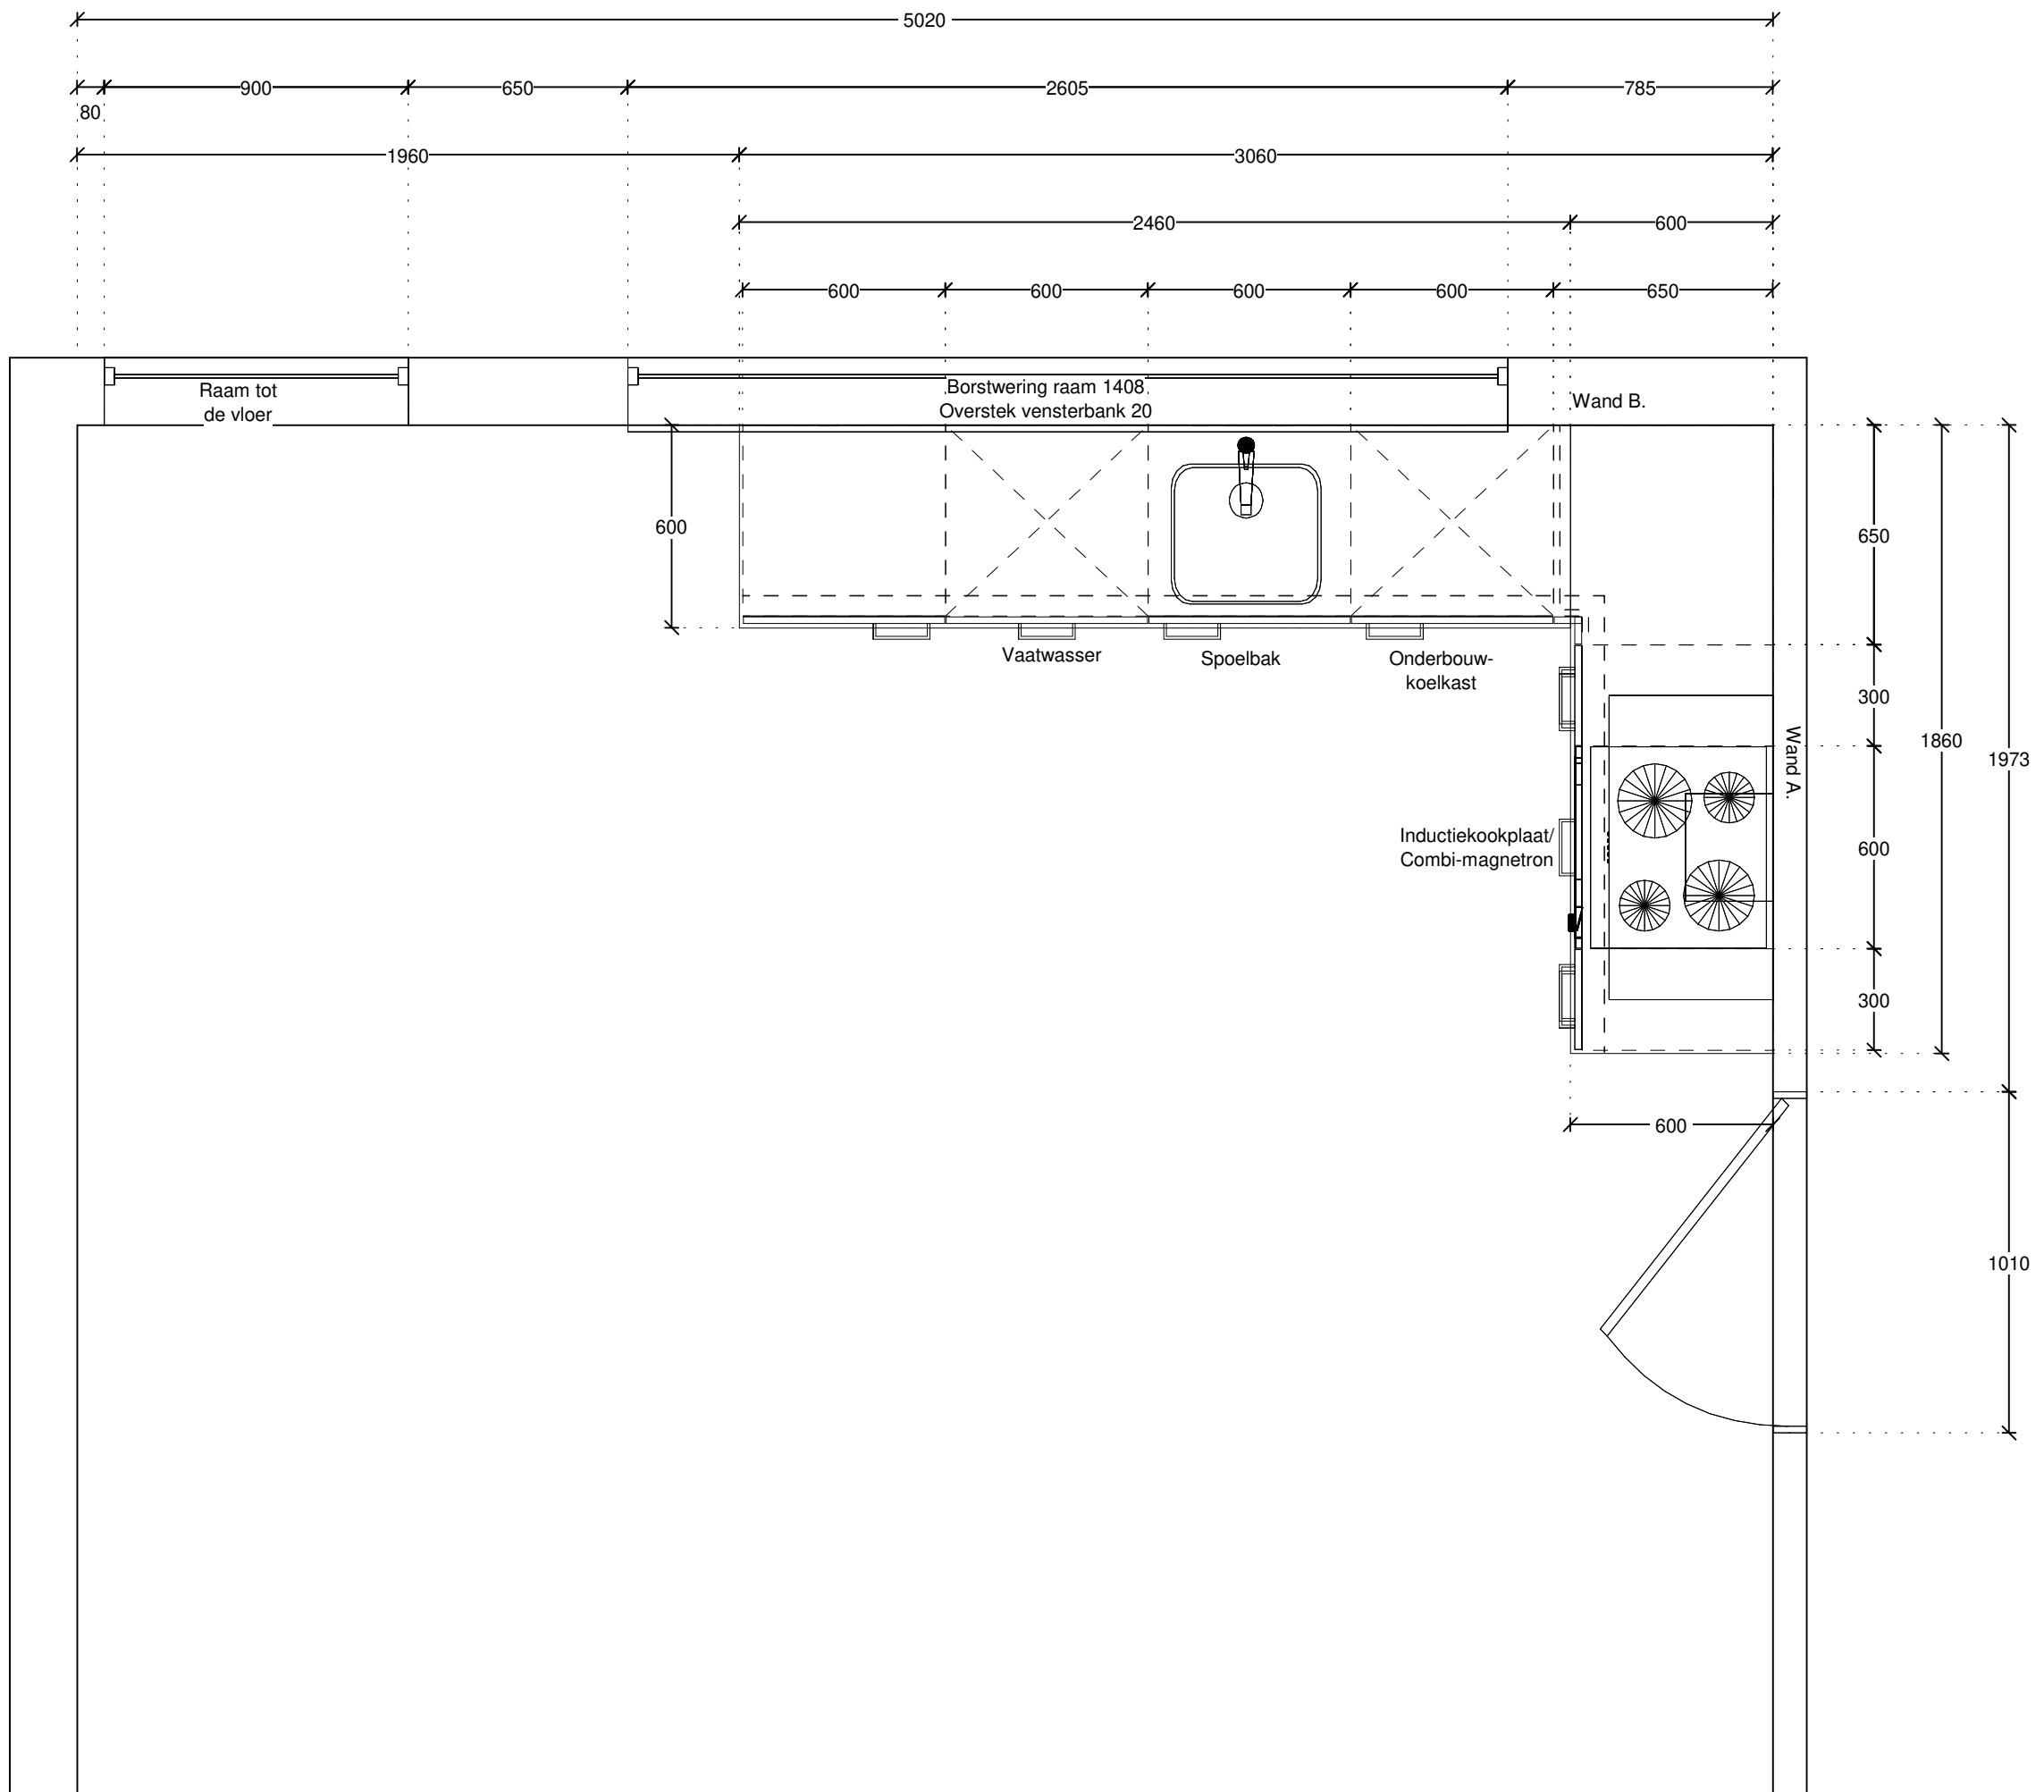 5020
900
650
2605
785
80
1960
3060
2460
600
600
600
600
600
650
Raam tot
de vloer
Borstwering raam 1408
Overstek vensterbank 20
Wand B.
600
650
Vaatwasser
Spoelbak
Onderbouw-
koelkast
300
1860
1973
Wand A.
Inductiekookplaat/
Combi-magnetron
600
300
600
1010